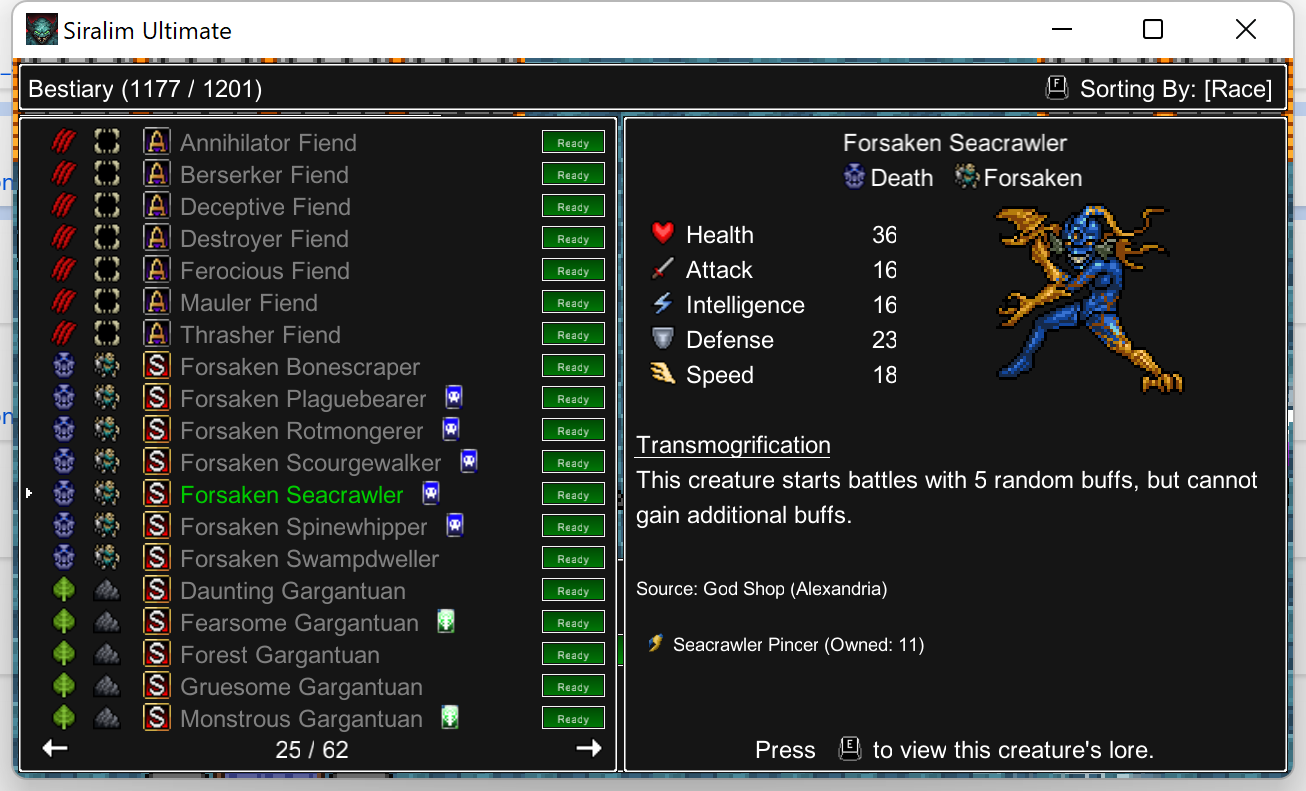 Siralim Ultimate
Bestiary (1177 / 1201)
F Sorting By: [Race]
A Annihilator Fiend Ready
A Berserker Fiend Ready
A Deceptive Fiend Ready
A Destroyer Fiend Ready
A Ferocious Fiend Ready
A Mauler Fiend Ready
A Thrasher Fiend Ready
S Forsaken Bonescraper Ready
S Forsaken Plaguebearer Ready
S Forsaken Rotmongerer Ready
S Forsaken Scourgewalker Ready
S Forsaken Seacrawler Ready
S Forsaken Spinewhipper Ready
S Forsaken Swampdweller Ready
S Daunting Gargantuan Ready
S Fearsome Gargantuan Ready
S Forest Gargantuan Ready
S Gruesome Gargantuan Ready
S Monstrous Gargantuan Ready
25 / 62
Forsaken Seacrawler
Death Forsaken
Health 36
Attack 16
Intelligence 16
Defense 23
Speed 18
Transmogrification
This creature starts battles with 5 random buffs, but cannot
gain additional buffs.
Source: God Shop (Alexandria)
Seacrawler Pincer (Owned: 11)
Press E to view this creature's lore.